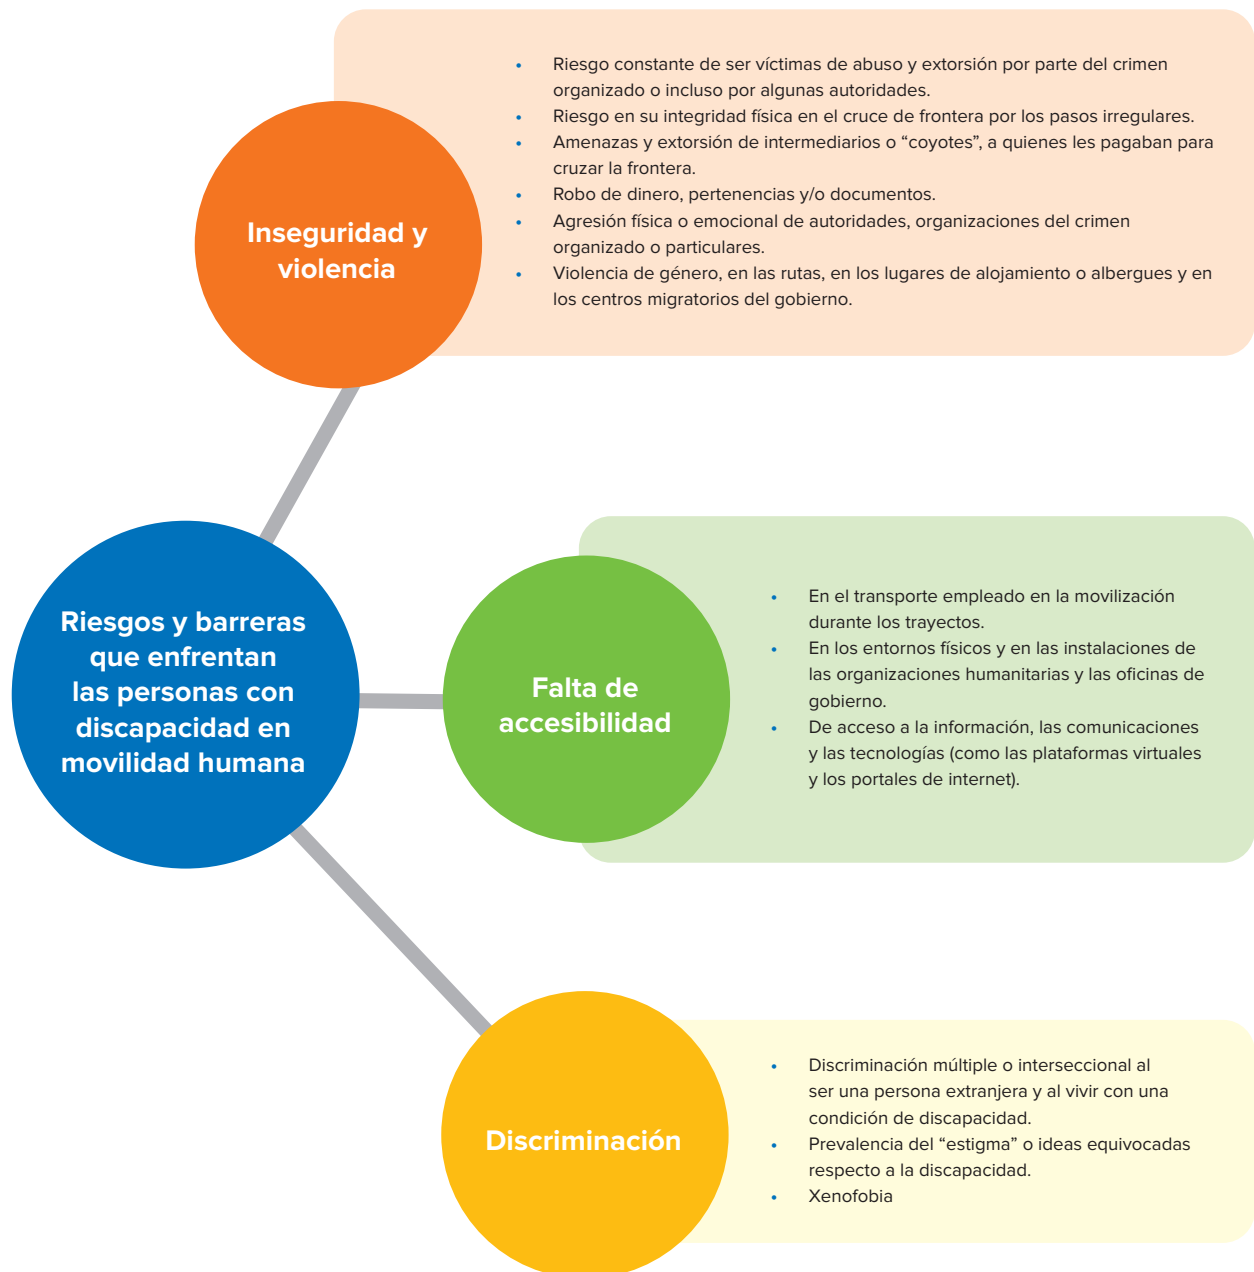 • Riesgo constante de ser víctimas de abuso y extorsión por parte del crimen
organizado o incluso por algunas autoridades.
• Riesgo en su integridad física en el cruce de frontera por los pasos irregulares.
• Amenazas y extorsión de intermediarios o “coyotes”, a quienes les pagaban para
cruzar la frontera.
• Robo de dinero, pertenencias y/o documentos.
• Agresión física o emocional de autoridades, organizaciones del crimen
organizado o particulares.
• Violencia de género, en las rutas, en los lugares de alojamiento o albergues y en
los centros migratorios del gobierno.
Inseguridad y
violencia
Riesgos y barreras
que enfrentan
las personas con
discapacidad en
movilidad humana
Falta de
accesibilidad
• En el transporte empleado en la movilización
durante los trayectos.
• En los entornos físicos y en las instalaciones de
las organizaciones humanitarias y las oficinas de
gobierno.
• De acceso a la información, las comunicaciones
y las tecnologías (como las plataformas virtuales
y los portales de internet).
Discriminación
• Discriminación múltiple o interseccional al
ser una persona extranjera y al vivir con una
condición de discapacidad.
• Prevalencia del “estigma” o ideas equivocadas
respecto a la discapacidad.
• Xenofobia